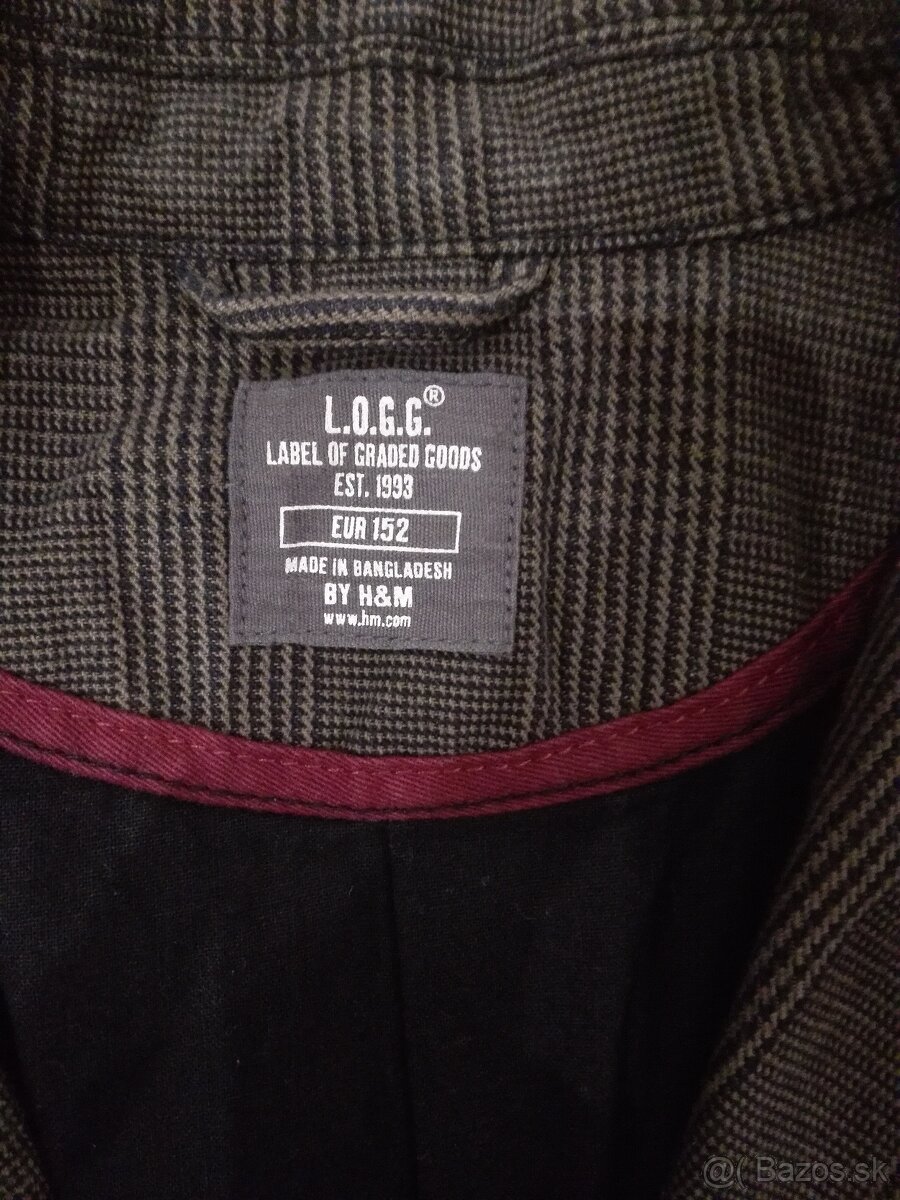 L.O.G.G.®
LABEL OF GRADED GOODS
EST. 1993
EUR 152
MADE IN BANGLADESH
BY H&M
www.hm.com
@( Bazos.sk